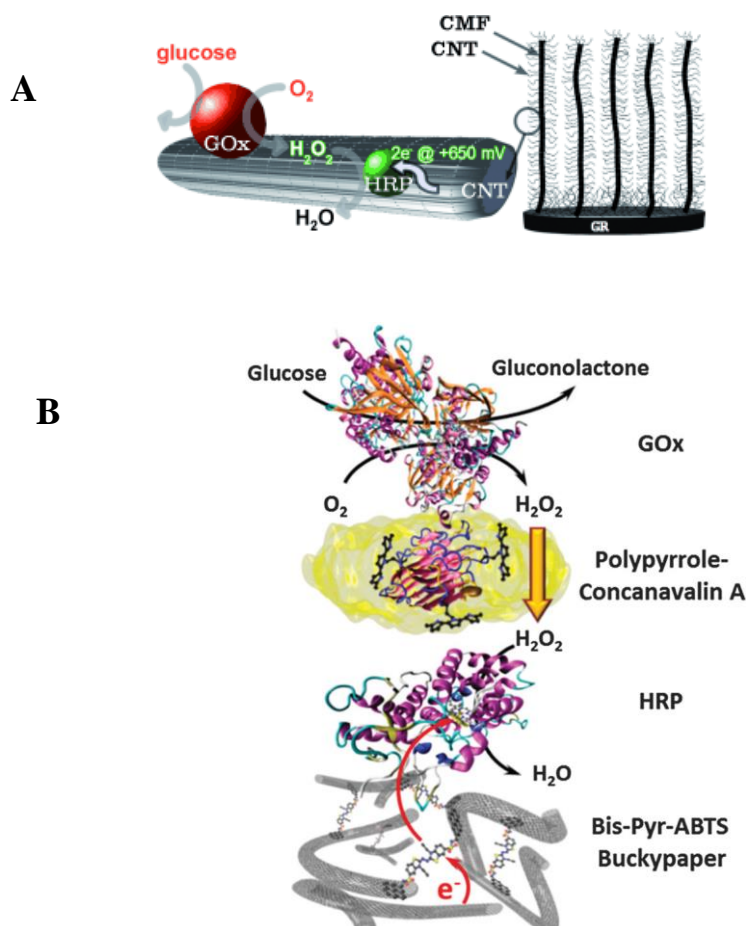 A
glucose
O₂
GOx
H₂O₂
2e⁻ @ +650 mV
HRP
CNT
H₂O
CMF
CNT
GR
B
Glucose
Gluconolactone
GOx
O₂
H₂O₂
Polypyrrole-
Concanavalin A
H₂O₂
HRP
H₂O
Bis-Pyr-ABTS
Buckypaper
e⁻